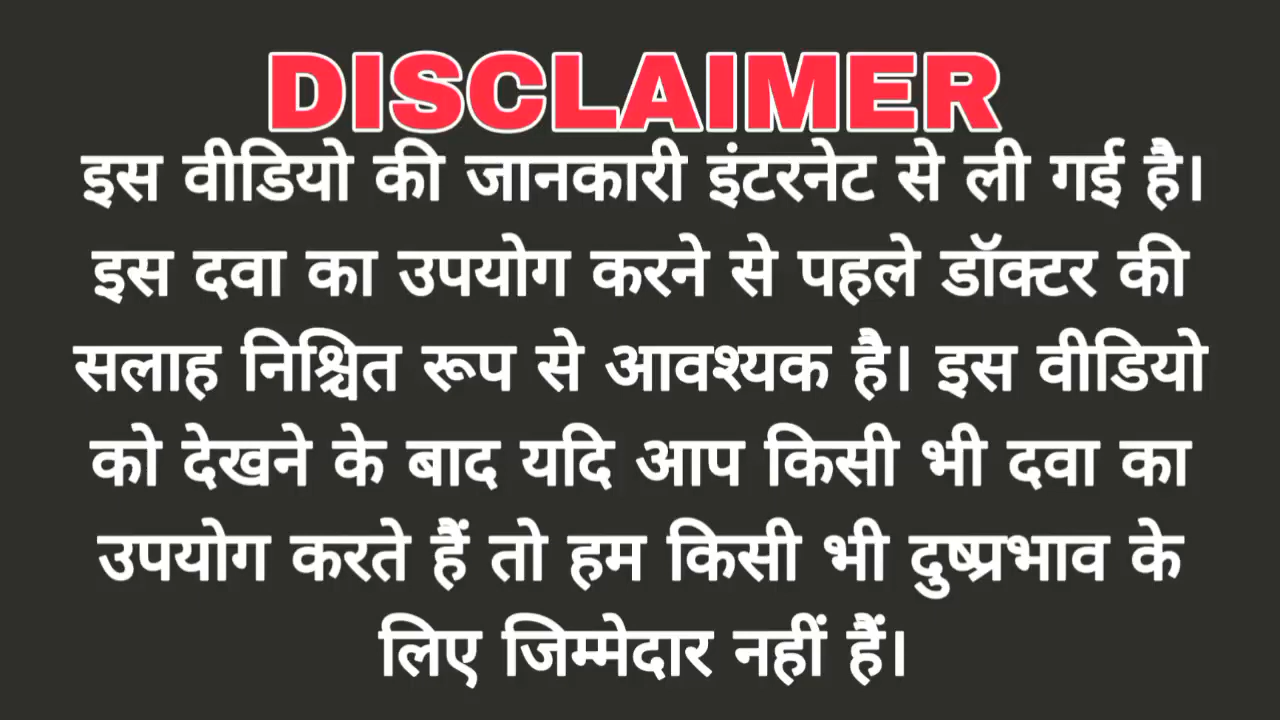 DISCLAIMER
इस वीडियो की जानकारी इंटरनेट से ली गई है।
इस दवा का उपयोग करने से पहले डॉक्टर की
सलाह निश्चित रूप से आवश्यक है। इस वीडियो
को देखने के बाद यदि आप किसी भी दवा का
उपयोग करते हैं तो हम किसी भी दुष्प्रभाव के
लिए जिम्मेदार नहीं हैं।